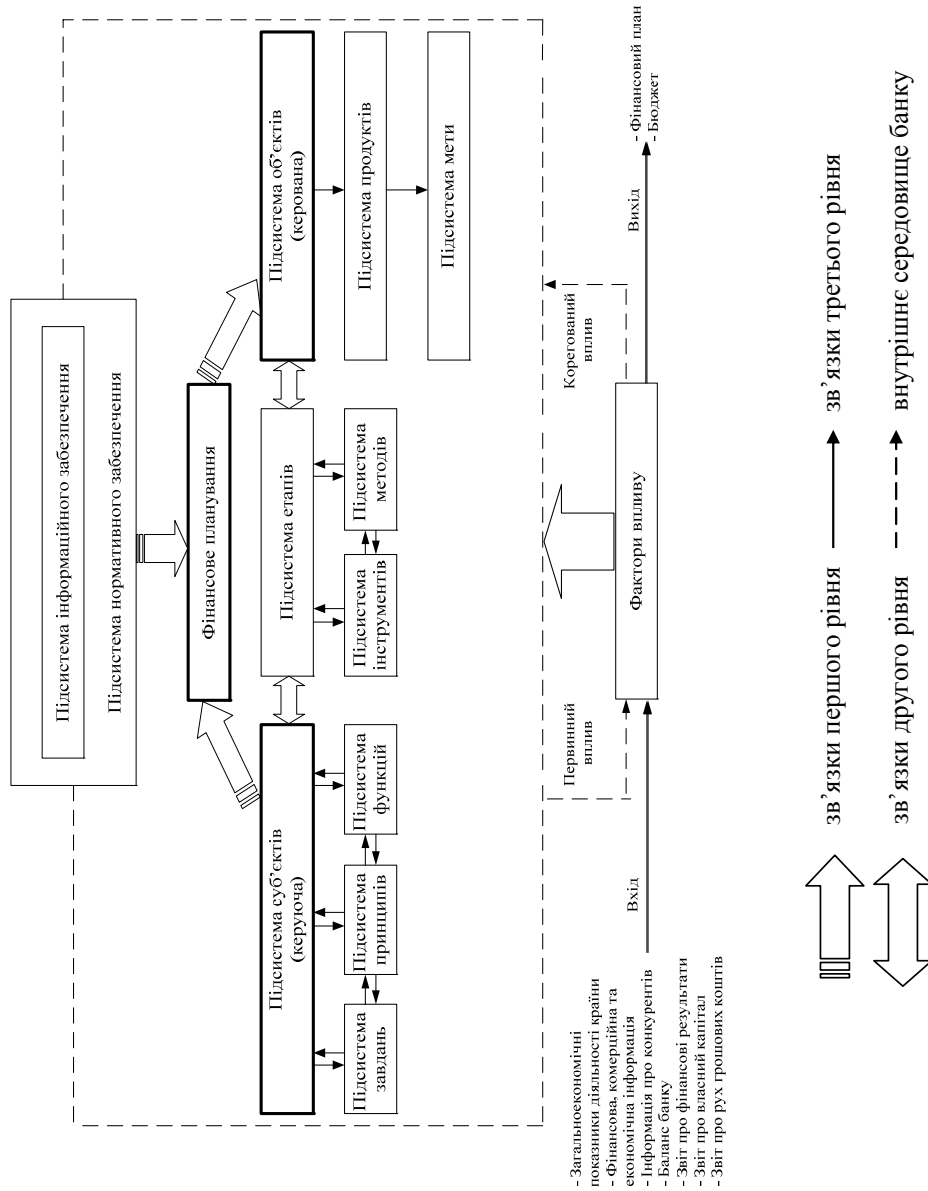 Підсистема інформаційного забезпечення
Підсистема нормативного забезпечення
Фінансове планування
Підсистема суб’єктів
(керуюча)
Підсистема етапів
Підсистема об’єктів
(керована)
Підсистема
завдань
Підсистема
принципів
Підсистема
функцій
Підсистема
інструментів
Підсистема
методів
Підсистема продуктів
Підсистема мети
Первинний
вплив
Корегований
вплив
- Загальноекономічні
показники діяльності країни
- Фінансова, комерційна та
економічна інформація
- Інформація про конкурентів
- Баланс банку
- Звіт про фінансові результати
- Звіт про власний капітал
- Звіт про рух грошових коштів
Вхід
Фактори впливу
Вихід
- Фінансовий план
- Бюджет
зв’язки першого рівня
зв’язки третього рівня
зв’язки другого рівня
внутрішнє середовище банку